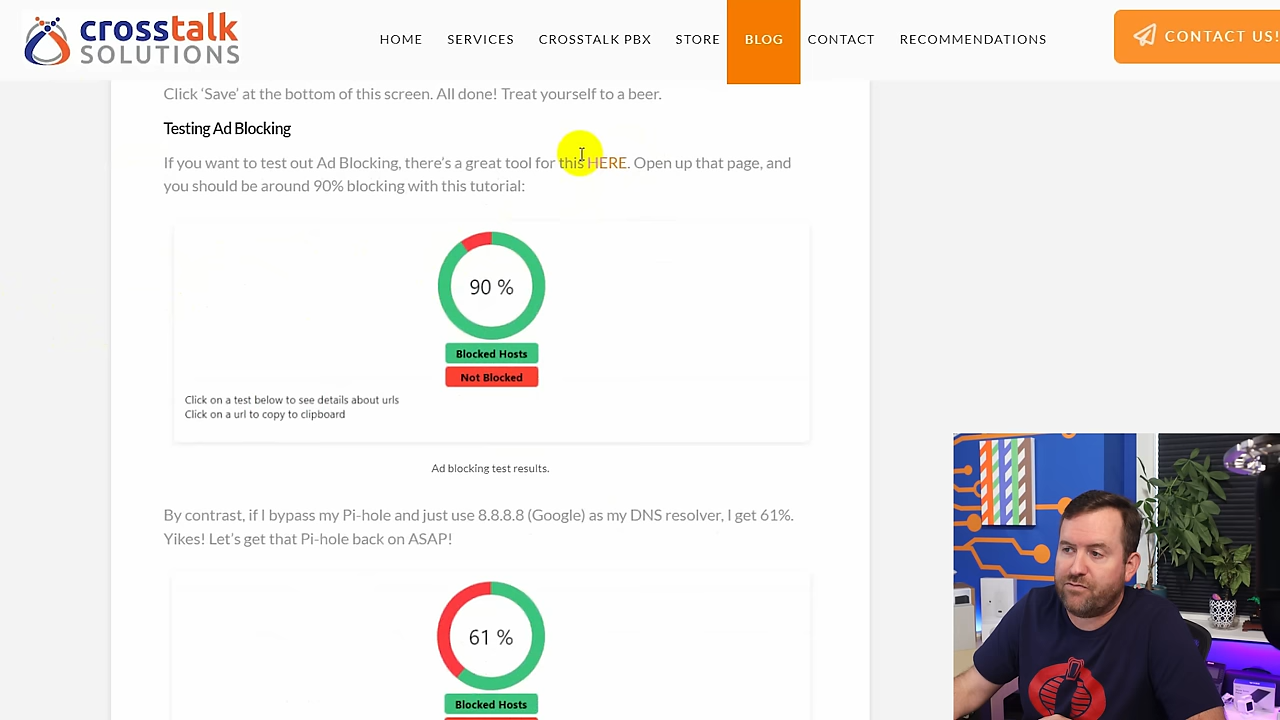 crosstalk
SOLUTIONS
HOME SERVICES CROSSTALK PBX STORE BLOG CONTACT RECOMMENDATIONS
CONTACT US!
Click ‘Save’ at the bottom of this screen. All done! Treat yourself to a beer.
Testing Ad Blocking
If you want to test out Ad Blocking, there’s a great tool for this HERE. Open up that page, and
you should be around 90% blocking with this tutorial:
90 %
Blocked Hosts
Not Blocked
Click on a test below to see details about urls
Click on a url to copy to clipboard
Ad blocking test results.
By contrast, if I bypass my Pi-hole and just use 8.8.8.8 (Google) as my DNS resolver, I get 61%.
Yikes! Let’s get that Pi-hole back on ASAP!
61 %
Blocked Hosts